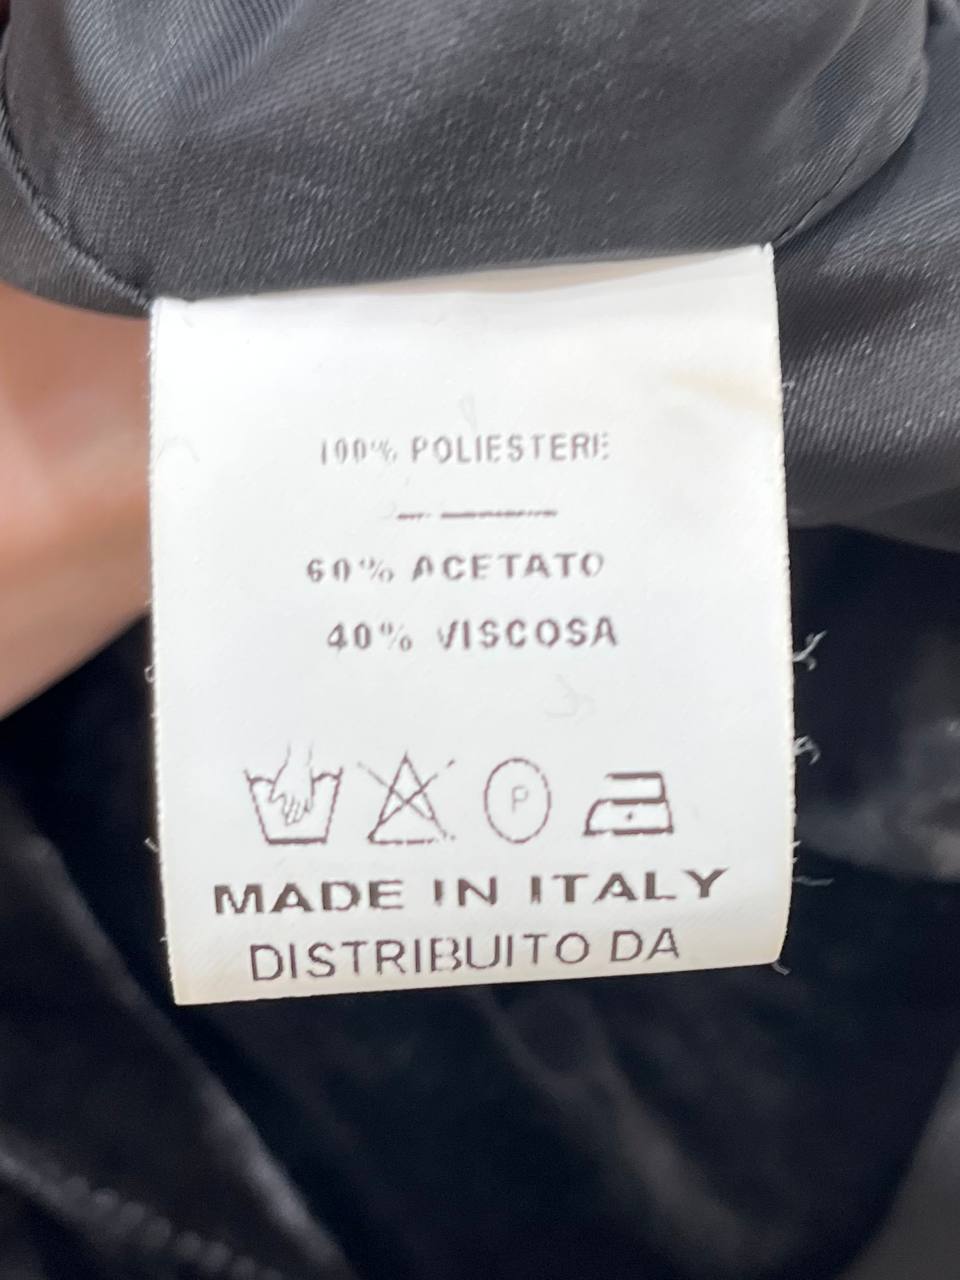 100% POLIESTERE
60% ACETATO
40% VISCOSA
P
MADE IN ITALY
DISTRIBUITO DA